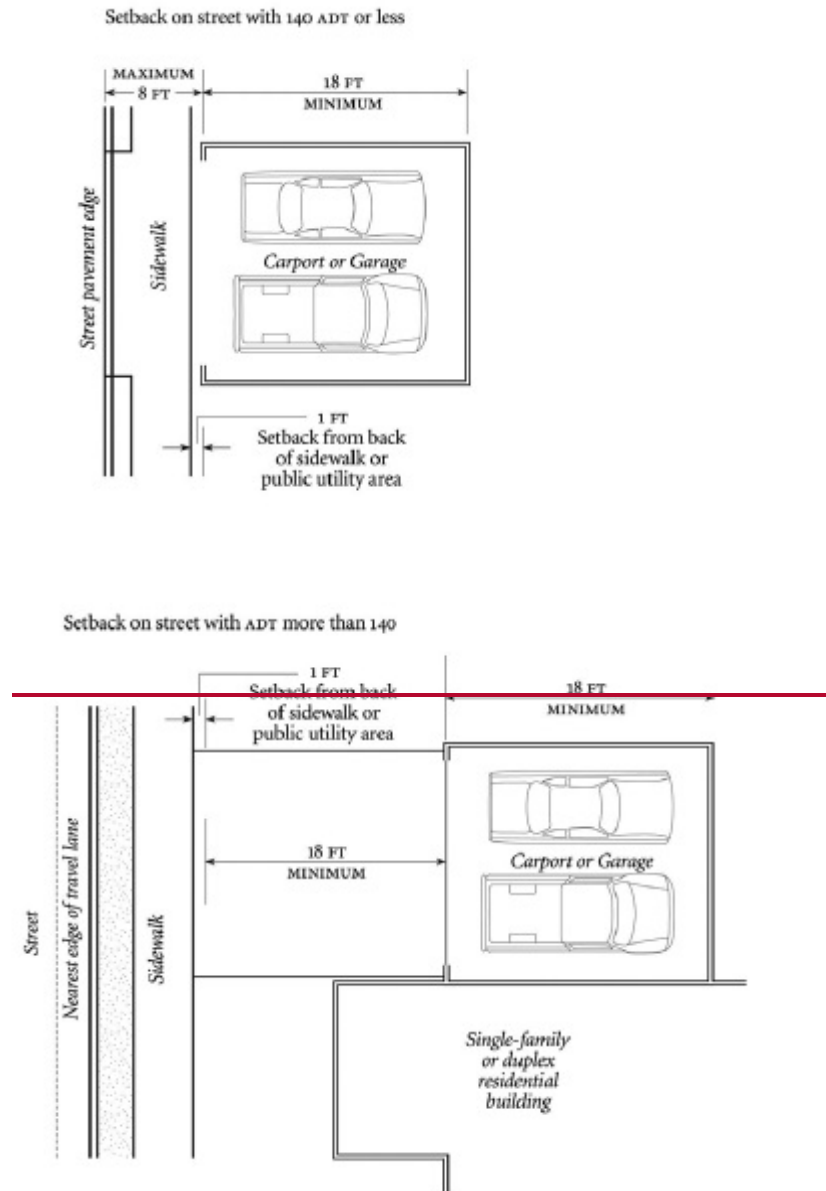 Setback on street with 140 ADT or less
MAXIMUM
8 FT
18 FT
MINIMUM
Street pavement edge
Sidewalk
Carport or Garage
1 FT
Setback from back
of sidewalk or
public utility area
Setback on street with ADT more than 140
1 FT
Setback from back
of sidewalk or
public utility area
18 FT
MINIMUM
18 FT
MINIMUM
Carport or Garage
Street
Nearest edge of travel lane
Sidewalk
Single-family
or duplex
residential
building